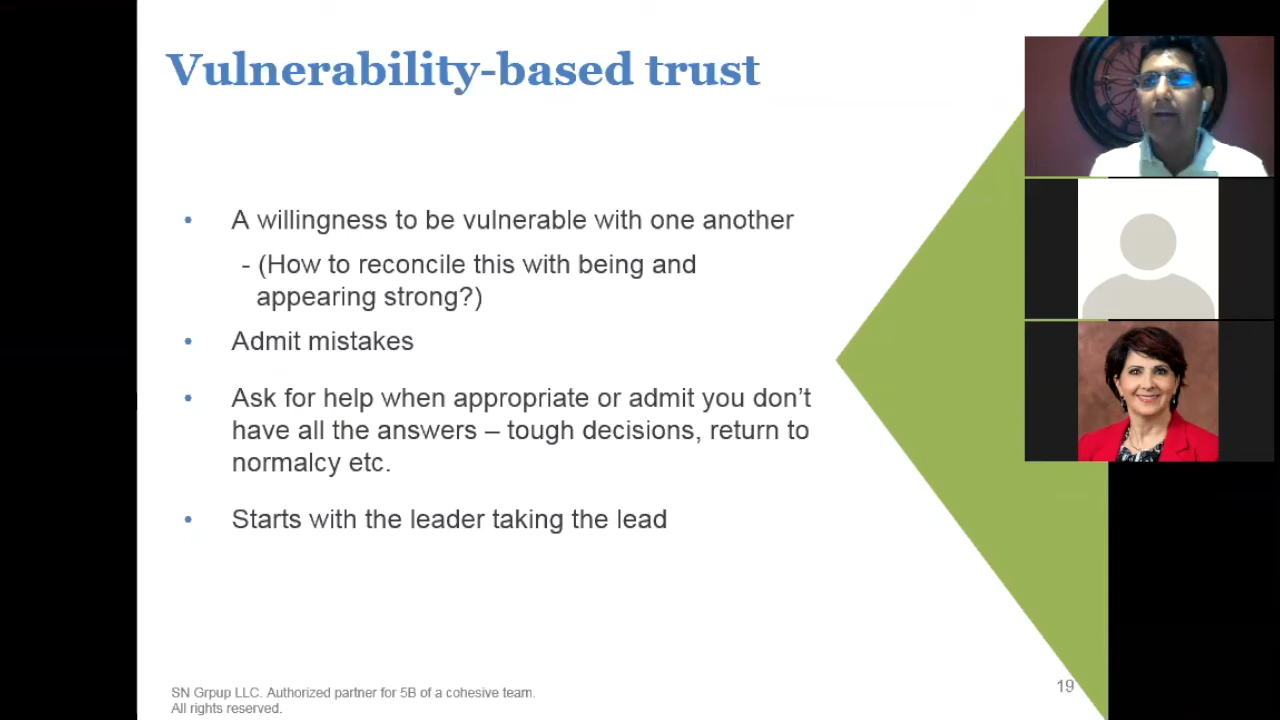 Vulnerability-based trust
• A willingness to be vulnerable with one another
- (How to reconcile this with being and
appearing strong?)
• Admit mistakes
• Ask for help when appropriate or admit you don’t
have all the answers – tough decisions, return to
normalcy etc.
• Starts with the leader taking the lead
SN Grpup LLC. Authorized partner for 5B of a cohesive team.
All rights reserved.
19